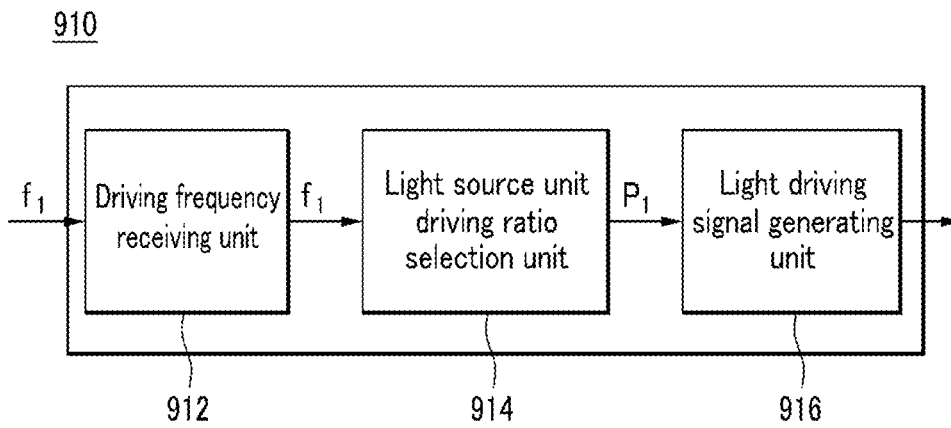 910
f1
Driving frequency
receiving unit
f1
Light source unit
driving ratio
selection unit
P1
Light driving
signal generating
unit
912
914
916